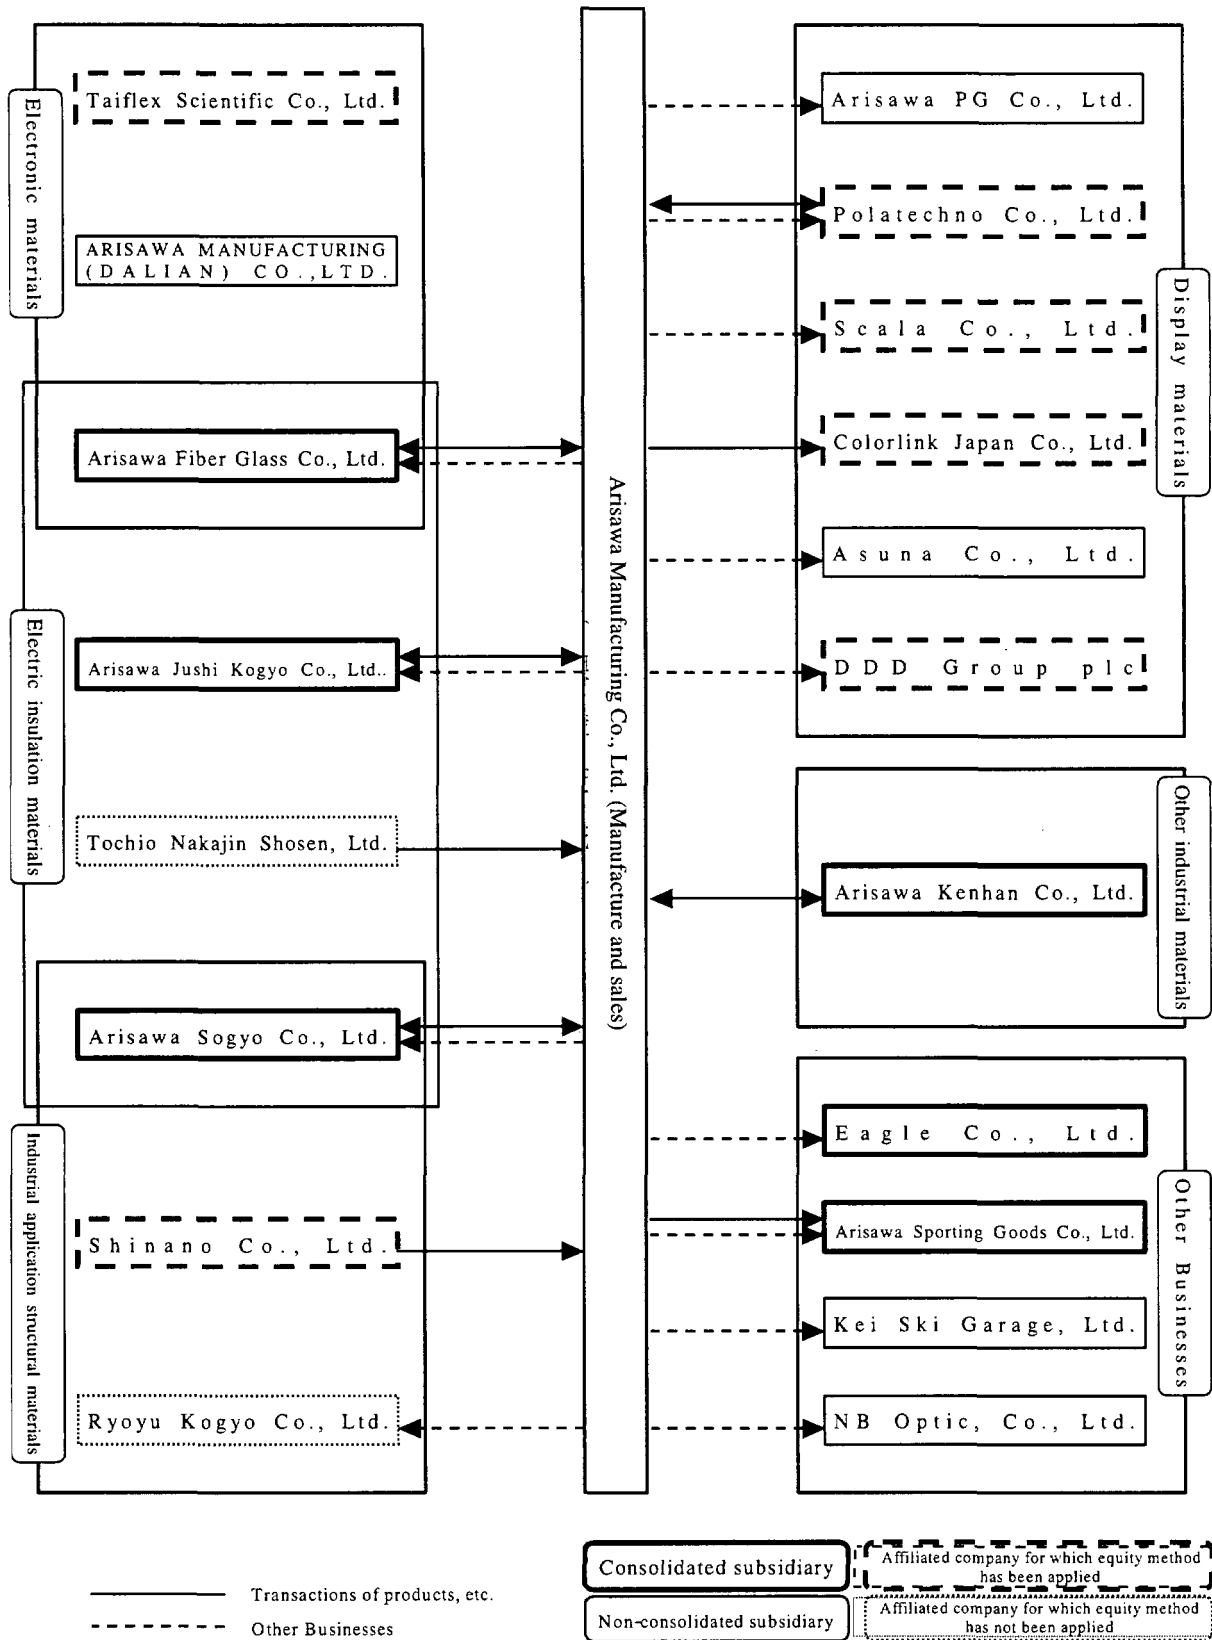 Electronic materials
Taiflex Scientific Co., Ltd.
ARISAWA MANUFACTURING
(DALIAN) CO.,LTD.
Arisawa Fiber Glass Co., Ltd.
Electric insulation materials
Arisawa Jushi Kogyo Co., Ltd..
Tochio Nakajin Shosen, Ltd.
Arisawa Sogyo Co., Ltd.
Industrial application structural materials
Shinano Co., Ltd.
Ryoyu Kogyo Co., Ltd.
Arisawa Manufacturing Co., Ltd. (Manufacture and sales)
Display materials
Arisawa PG Co., Ltd.
Polatechno Co., Ltd.
Scala Co., Ltd.
Colorlink Japan Co., Ltd.
Asuna Co., Ltd.
DDD Group plc
Other industrial materials
Arisawa Kenhan Co., Ltd.
Other Businesses
Eagle Co., Ltd.
Arisawa Sporting Goods Co., Ltd.
Kei Ski Garage, Ltd.
NB Optic, Co., Ltd.
Transactions of products, etc.
Other Businesses
Consolidated subsidiary
Affiliated company for which equity method
has been applied
Non-consolidated subsidiary
Affiliated company for which equity method
has not been applied